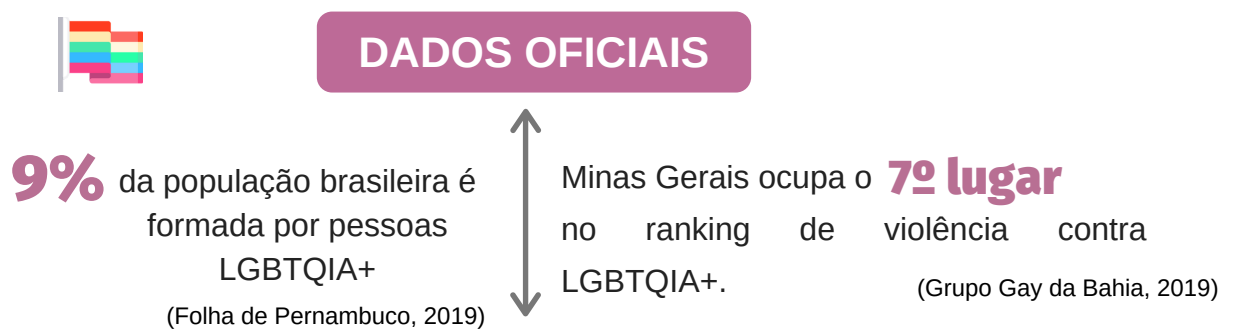 DADOS OFICIAIS
9% da população brasileira é
formada por pessoas
LGBTQIA+
(Folha de Pernambuco, 2019)
Minas Gerais ocupa o 7º lugar
no ranking de violência contra
LGBTQIA+.
(Grupo Gay da Bahia, 2019)